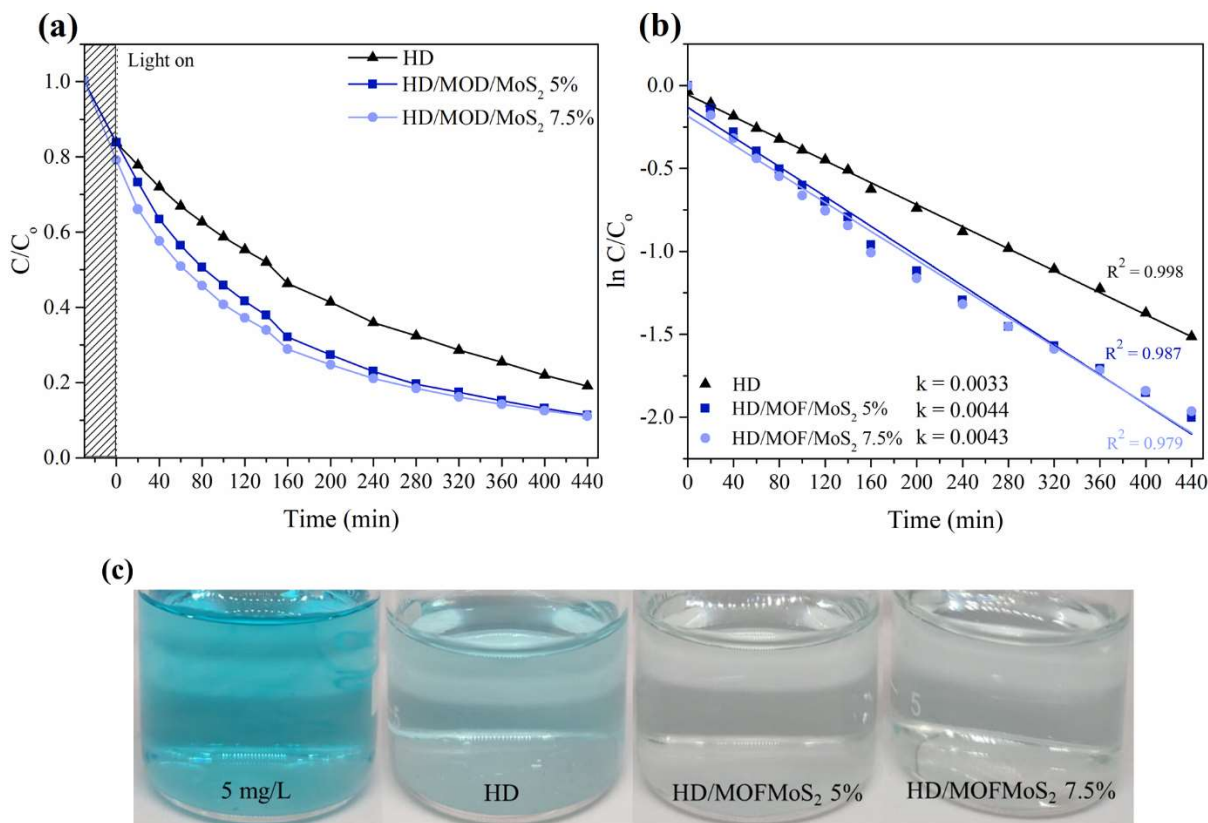 (a)
Light on
HD
HD/MOD/MoS₂ 5%
HD/MOD/MoS₂ 7.5%
1.0
0.8
0.6
0.4
0.2
0.0
C/Cₒ
0 40 80 120 160 200 240 280 320 360 400 440
Time (min)
(b)
0.0
-0.5
-1.0
-1.5
-2.0
ln C/Cₒ
R² = 0.998
R² = 0.987
R² = 0.979
HD k = 0.0033
HD/MOF/MoS₂ 5% k = 0.0044
HD/MOF/MoS₂ 7.5% k = 0.0043
0 40 80 120 160 200 240 280 320 360 400 440
Time (min)
(c)
5
5 mg/L
HD
HD/MOFMoS₂ 5%
HD/MOFMoS₂ 7.5%